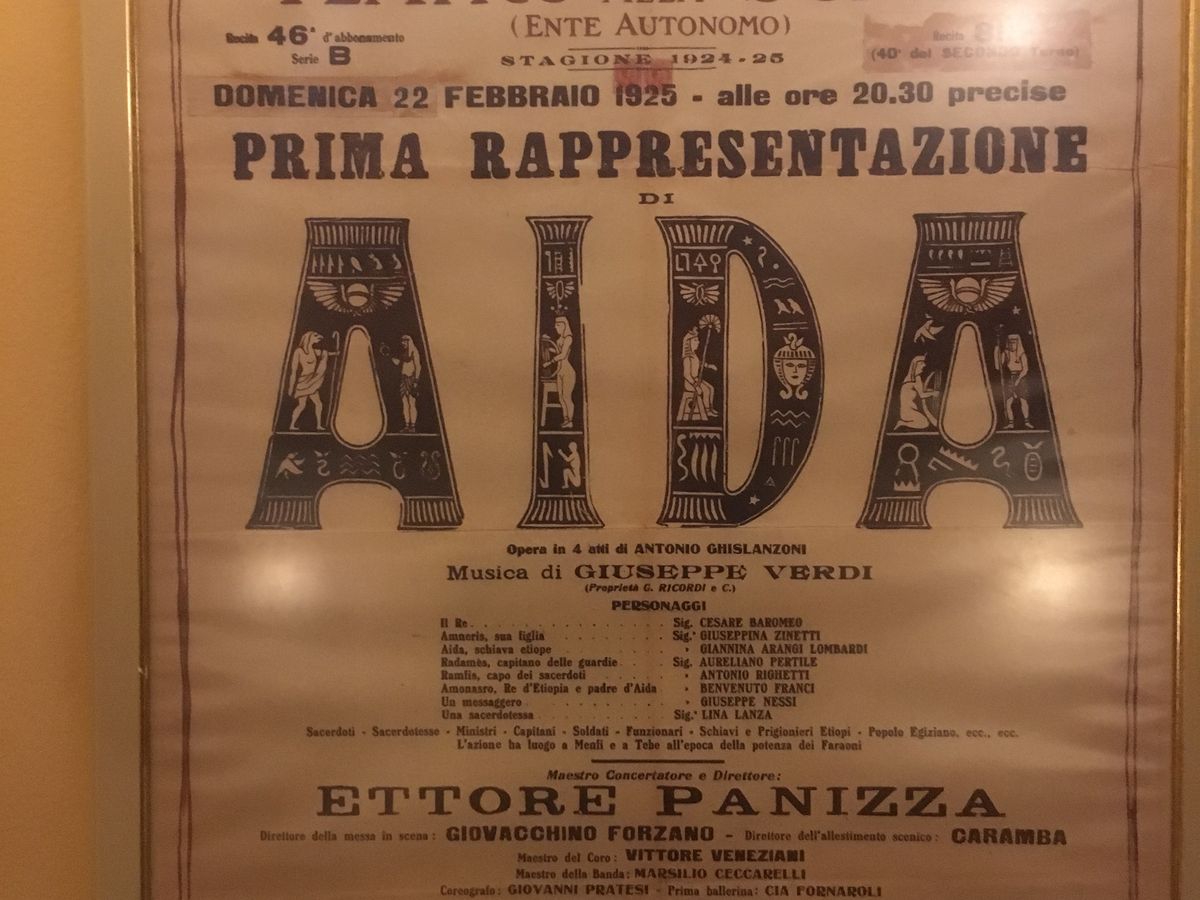 (ENTE AUTONOMO)
Recita 46ª d'abbonamento
Serie B
Recita
(40ª del SECONDO Turno)
STAGIONE 1924-25
DOMENICA 22 FEBBRAIO 1925 - alle ore 20.30 precise
PRIMA RAPPRESENTAZIONE
DI
AIDA
Opera in 4 atti di ANTONIO GHISLANZONI
Musica di GIUSEPPE VERDI
(Proprietà G. RICORDI e C.)
PERSONAGGI
Il Re . . . . . . . . . . . . Sig. CESARE BAROMEO
Amneris, sua figlia . . . . . . . . Sig.ª GIUSEPPINA ZINETTI
Aida, schiava etiope . . . . . . . . » GIANNINA ARANGI LOMBARDI
Radamès, capitano delle guardie . . . . Sig. AURELIANO PERTILE
Ramfis, capo dei sacerdoti . . . . . . » ANTONIO RIGHETTI
Amonasro, Re d'Etiopia e padre d'Aida . . » BENVENUTO FRANCI
Un messaggero . . . . . . . . . » GIUSEPPE NESSI
Una sacerdotessa . . . . . . . . Sig.ª LINA LANZA
Sacerdoti - Sacerdotesse - Ministri - Capitani - Soldati - Funzionari - Schiavi e Prigionieri Etiopi - Popolo Egiziano, ecc., ecc.
L'azione ha luogo a Menfi e a Tebe all'epoca della potenza dei Faraoni
Maestro Concertatore e Direttore:
ETTORE PANIZZA
Direttore della messa in scena: GIOVACCHINO FORZANO - Direttore dell'allestimento scenico: CARAMBA
Maestro del Coro: VITTORE VENEZIANI
Maestro della Banda: MARSILIO CECCARELLI
Coreografo: GIOVANNI PRATESI - Prima ballerina: CIA FORNAROLI